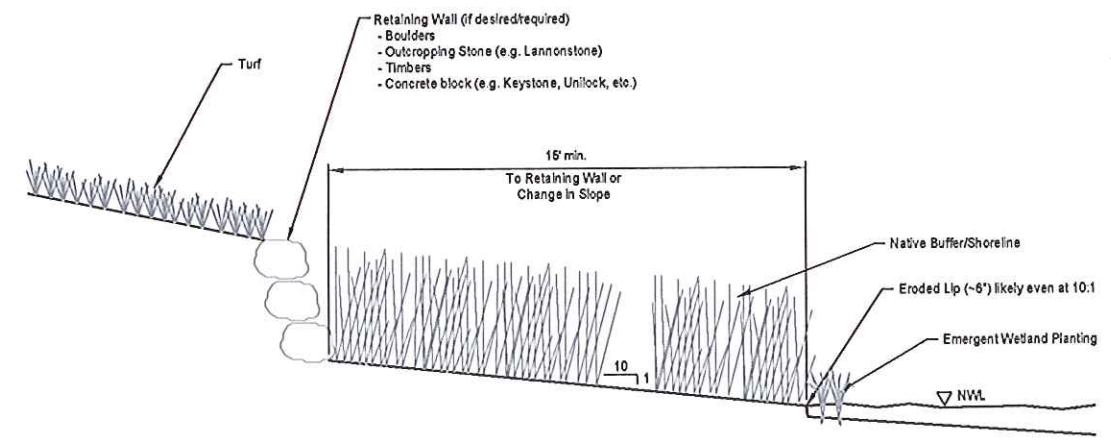 Retaining Wall (if desired/required)
- Boulders
- Outcropping Stone (e.g. Lannonstone)
- Timbers
- Concrete block (e.g. Keystone, Unilock, etc.)
Turf
15' min.
To Retaining Wall or
Change in Slope
Native Buffer/Shoreline
Eroded Lip (~6") likely even at 10:1
Emergent Wetland Planting
10
1
NWL